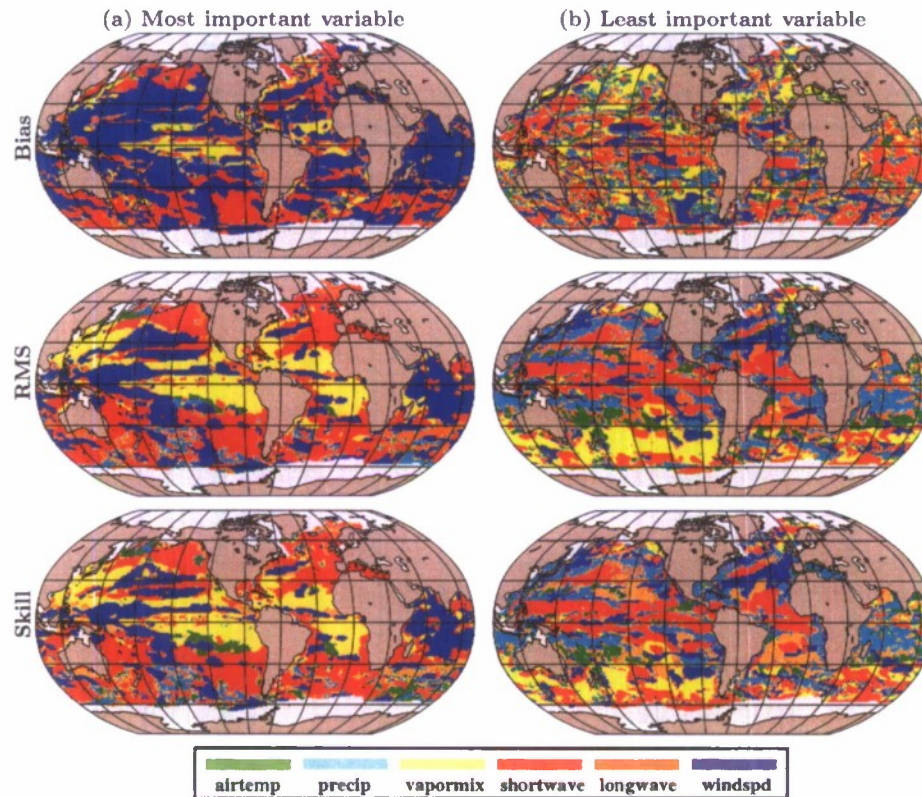 (a) Most important variable
(b) Least important variable
Bias
RMS
Skill
airtemp precip vapormix shortwave longwave windspd